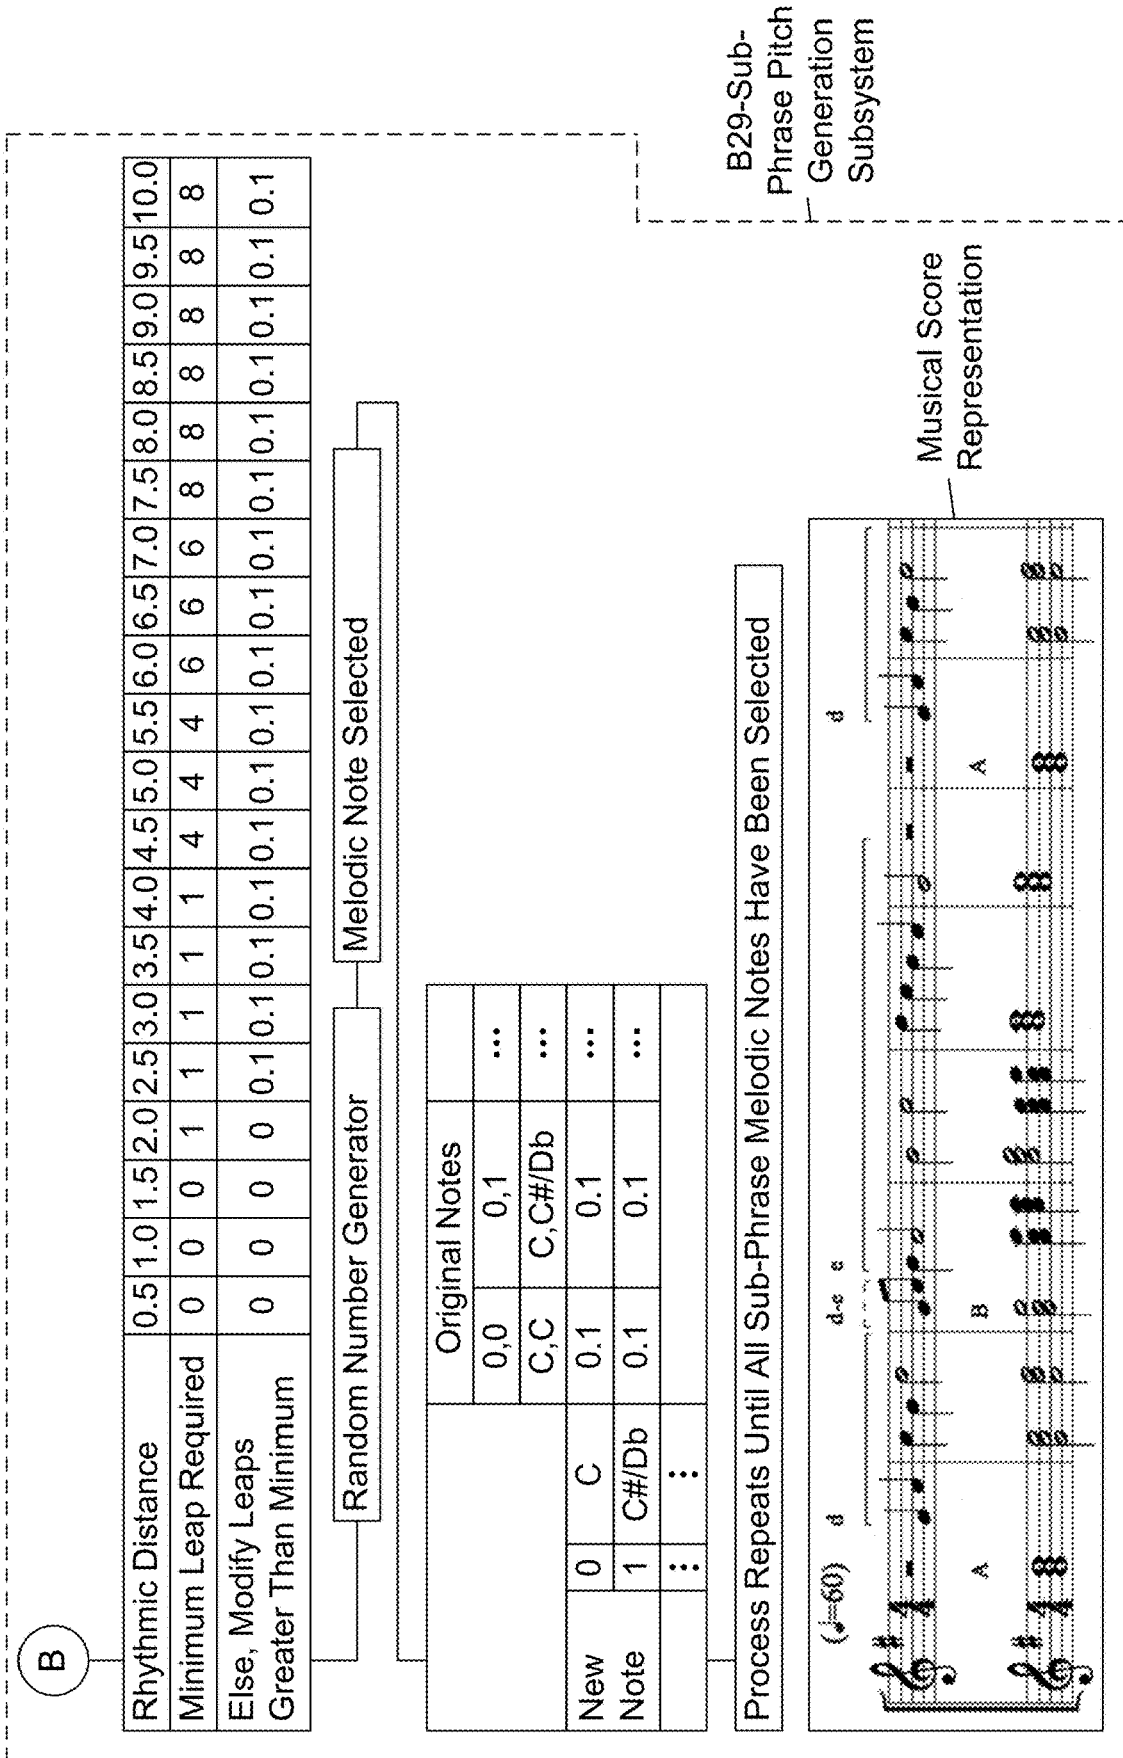 B
Rhythmic Distance 0.5 1.0 1.5 2.0 2.5 3.0 3.5 4.0 4.5 5.0 5.5 6.0 6.5 7.0 7.5 8.0 8.5 9.0 9.5 10.0
Minimum Leap Required 0 0 0 1 1 1 1 1 4 4 4 6 6 6 8 8 8 8 8 8
Else, Modify Leaps
Greater Than Minimum 0 0 0 0 0.1 0.1 0.1 0.1 0.1 0.1 0.1 0.1 0.1 0.1 0.1 0.1 0.1 0.1 0.1 0.1
Random Number Generator
Melodic Note Selected
Original Notes
0,0 0,1 ...
C,C C,C#/Db ...
New 0 C 0.1 0.1 ...
Note 1 C#/Db 0.1 0.1 ...
⋮ ⋮
Process Repeats Until All Sub-Phrase Melodic Notes Have Been Selected
B29-Sub-
Phrase Pitch
Generation
Subsystem
Musical Score
Representation
(♩=60) d d-e e d
4 4
A B A
4 4